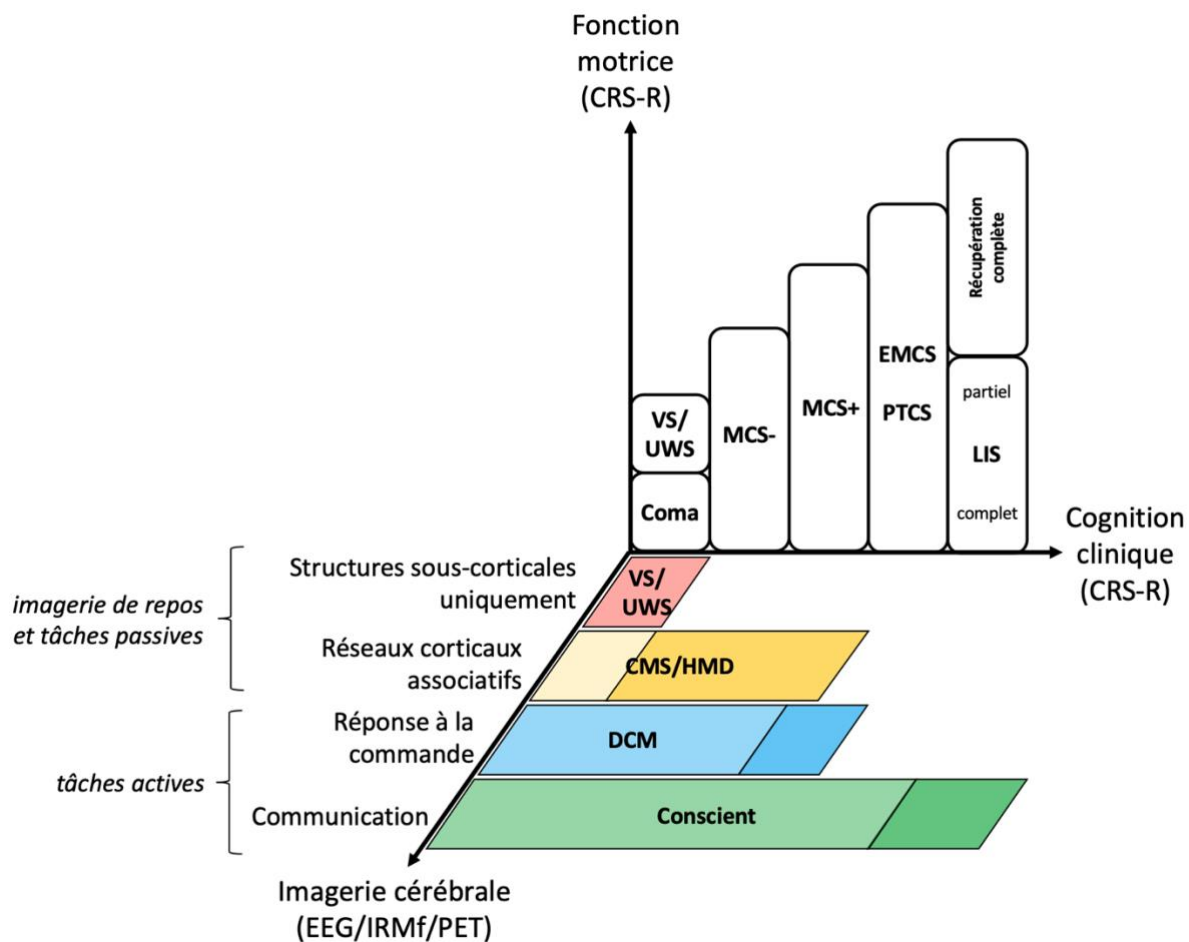 Fonction
motrice
(CRS-R)
Récupération
complète
EMCS
PTCS
partiel
LIS
complet
MCS+
MCS-
VS/
UWS
Coma
Cognition
clinique
(CRS-R)
Structures sous-corticales
uniquement
VS/
UWS
imagerie de repos
et tâches passives
Réseaux corticaux
associatifs
CMS/HMD
Réponse à la
commande
DCM
tâches actives
Communication
Conscient
Imagerie cérébrale
(EEG/IRMf/PET)